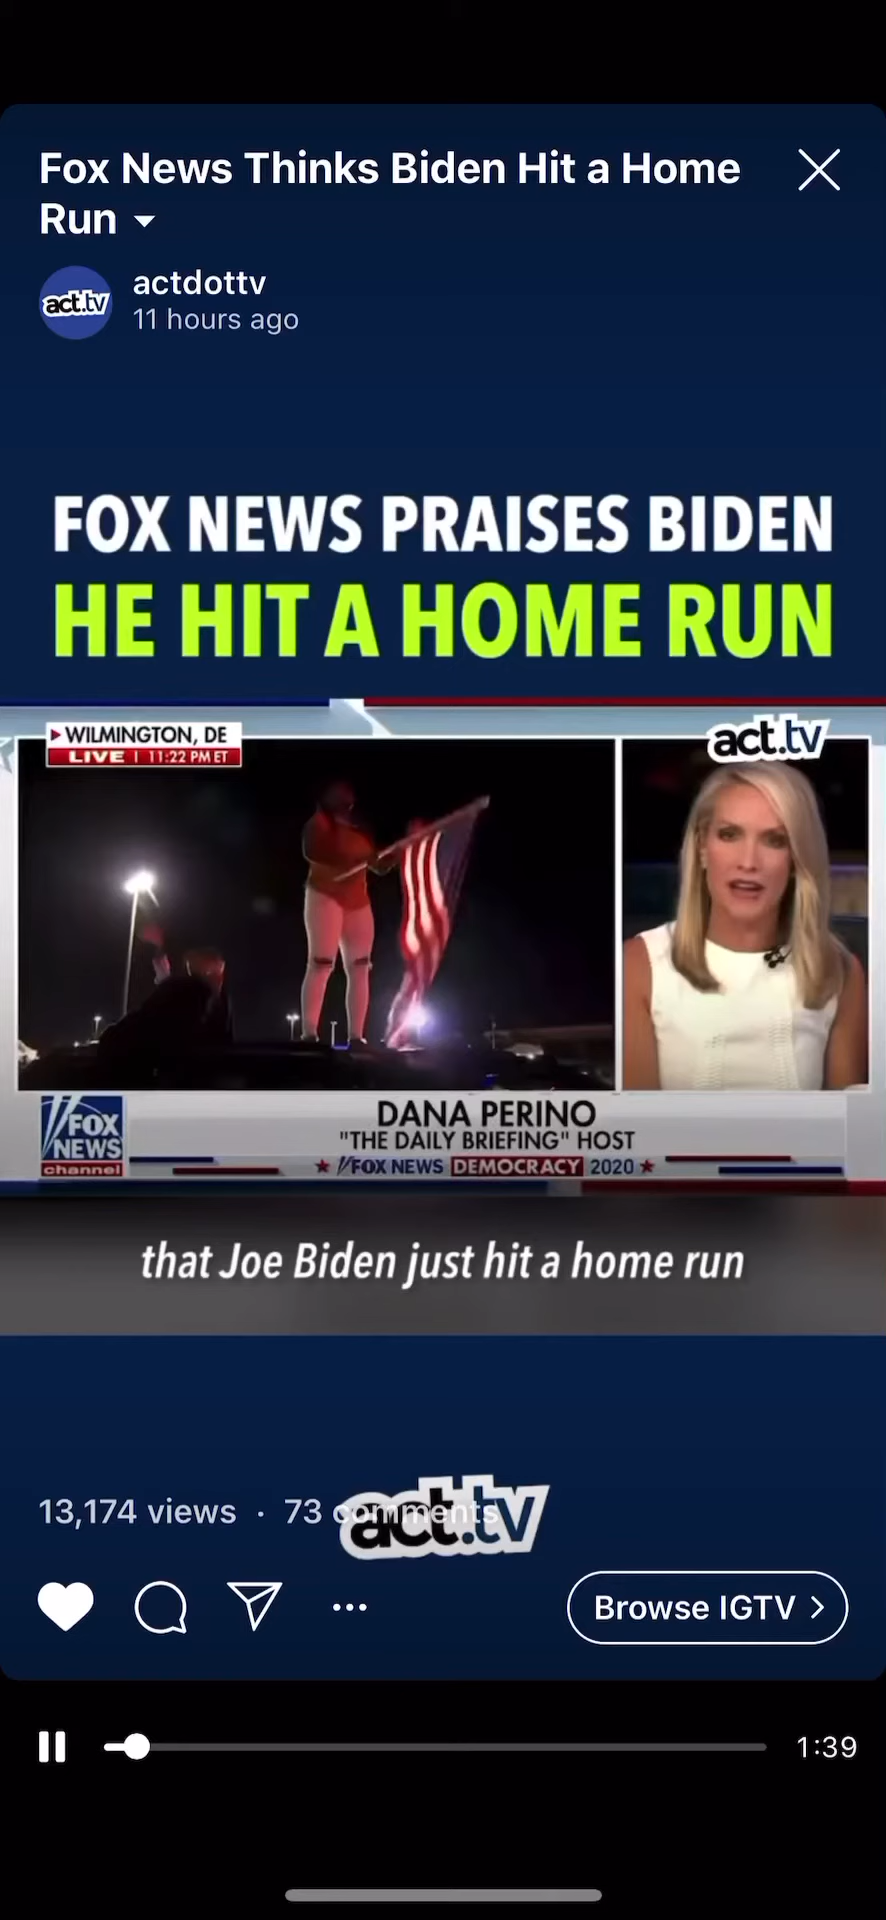 Fox News Thinks Biden Hit a Home
Run
act.tv
actdottv
11 hours ago
FOX NEWS PRAISES BIDEN
HE HIT A HOME RUN
WILMINGTON, DE
LIVE | 11:22 PM ET
act.tv
FOX
NEWS
channel
DANA PERINO
"THE DAILY BRIEFING" HOST
FOX NEWS DEMOCRACY 2020
that Joe Biden just hit a home run
13,174 views · 73 comments
act.tv
Browse IGTV
1:39